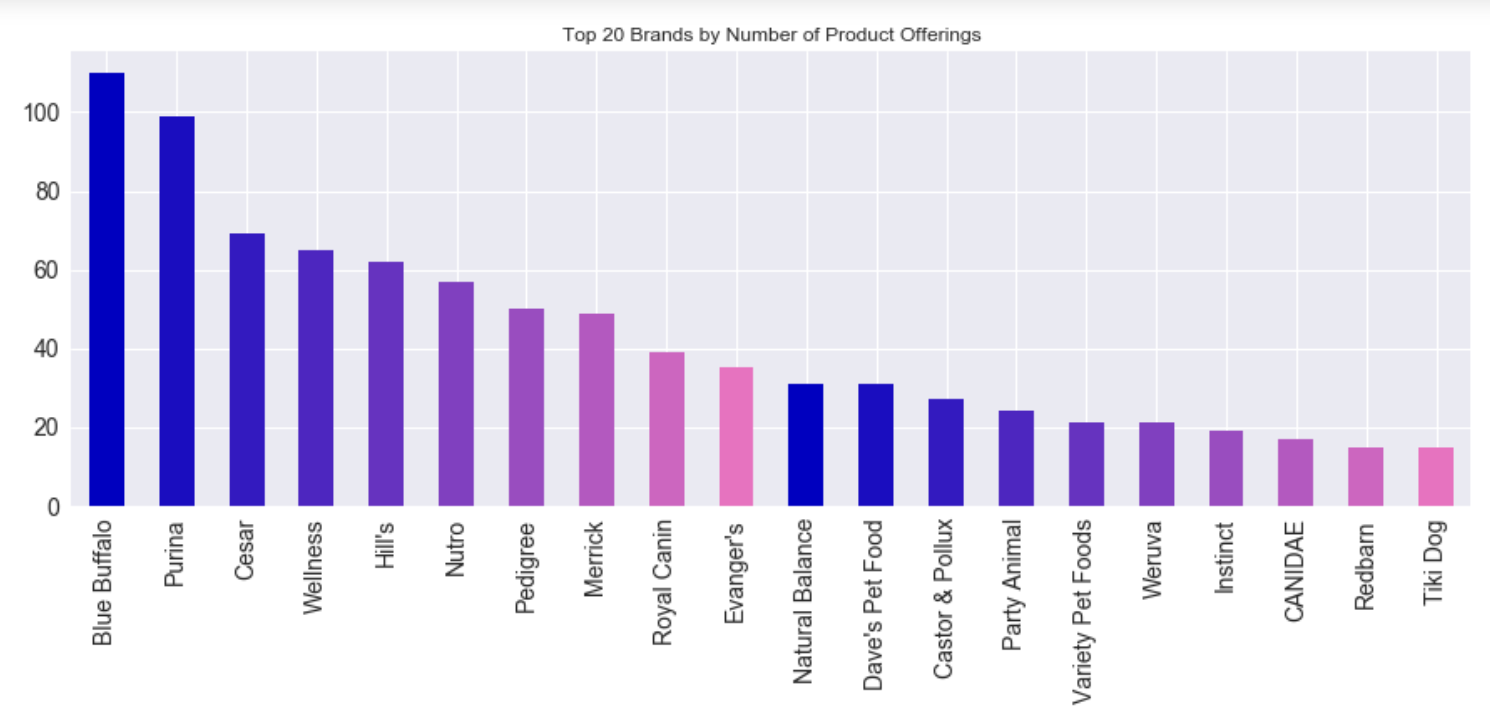 Top 20 Brands by Number of Product Offerings
100
80
60
40
20
0
Blue Buffalo
Purina
Cesar
Wellness
Hill's
Nutro
Pedigree
Merrick
Royal Canin
Evanger's
Natural Balance
Dave's Pet Food
Castor & Pollux
Party Animal
Variety Pet Foods
Weruva
Instinct
CANIDAE
Redbarn
Tiki Dog